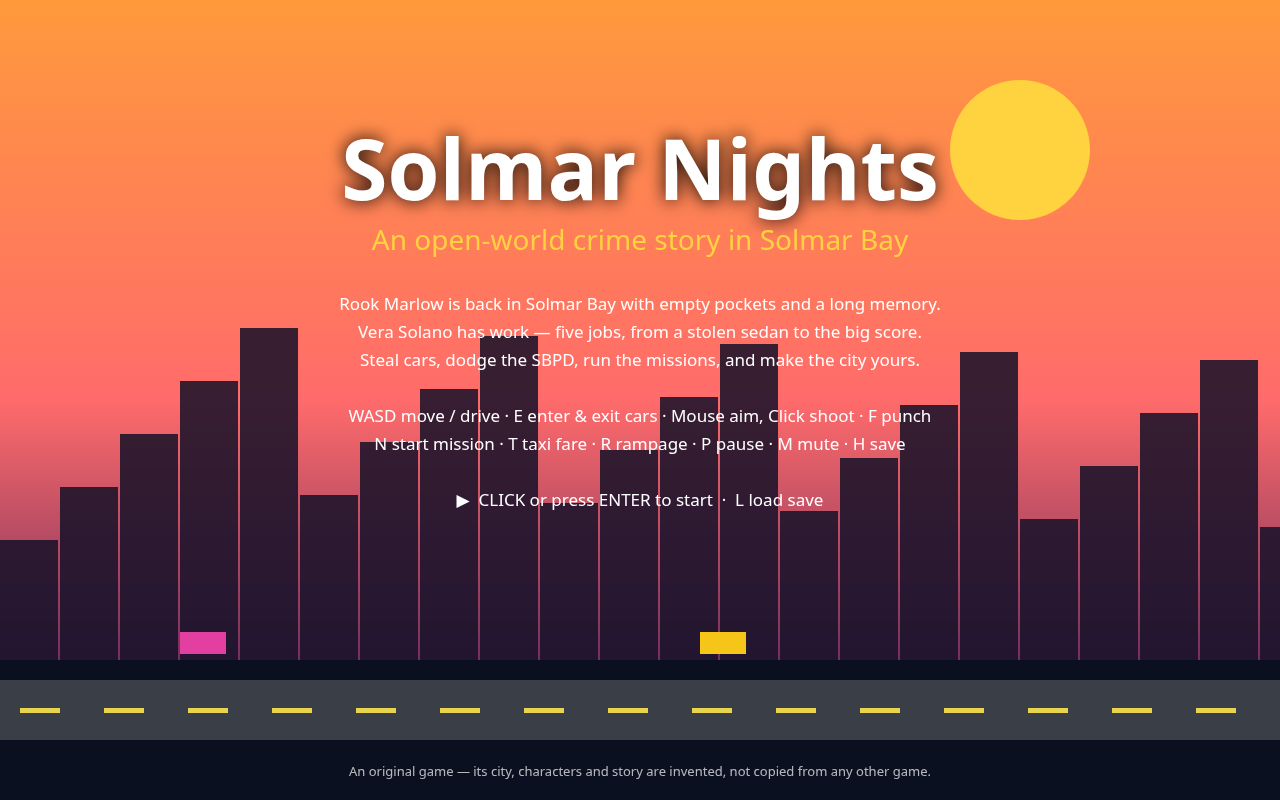 Solmar Nights
An open-world crime story in Solmar Bay
Rook Marlow is back in Solmar Bay with empty pockets and a long memory.
Vera Solano has work — five jobs, from a stolen sedan to the big score.
Steal cars, dodge the SBPD, run the missions, and make the city yours.
WASD move / drive · E enter & exit cars · Mouse aim, Click shoot · F punch
N start mission · T taxi fare · R rampage · P pause · M mute · H save
▶ CLICK or press ENTER to start · L load save
An original game — its city, characters and story are invented, not copied from any other game.